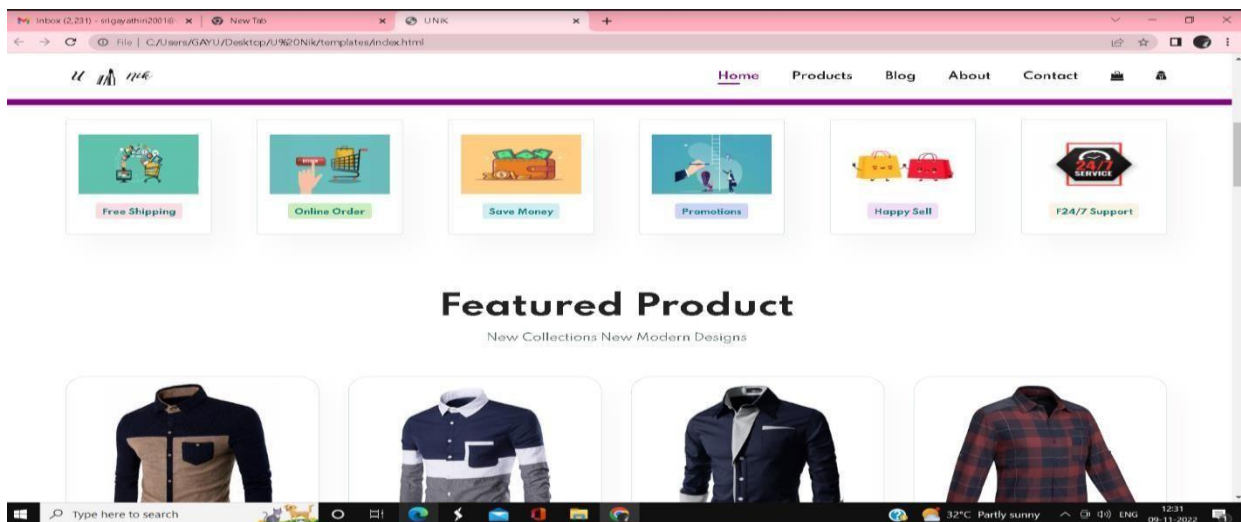 Inbox (2,231) - srigayathiri2001@ New Tab UNIK
File | C:/Users/GAYU/Desktop/U%20Nik/templates/index.html
U nik Home Products Blog About Contact
24/7
SERVICE
Free Shipping Online Order Save Money Promotions Happy Sell F24/7 Support
Featured Product
New Collections New Modern Designs
Type here to search 32°C Partly sunny ENG 12:31
09-11-2022